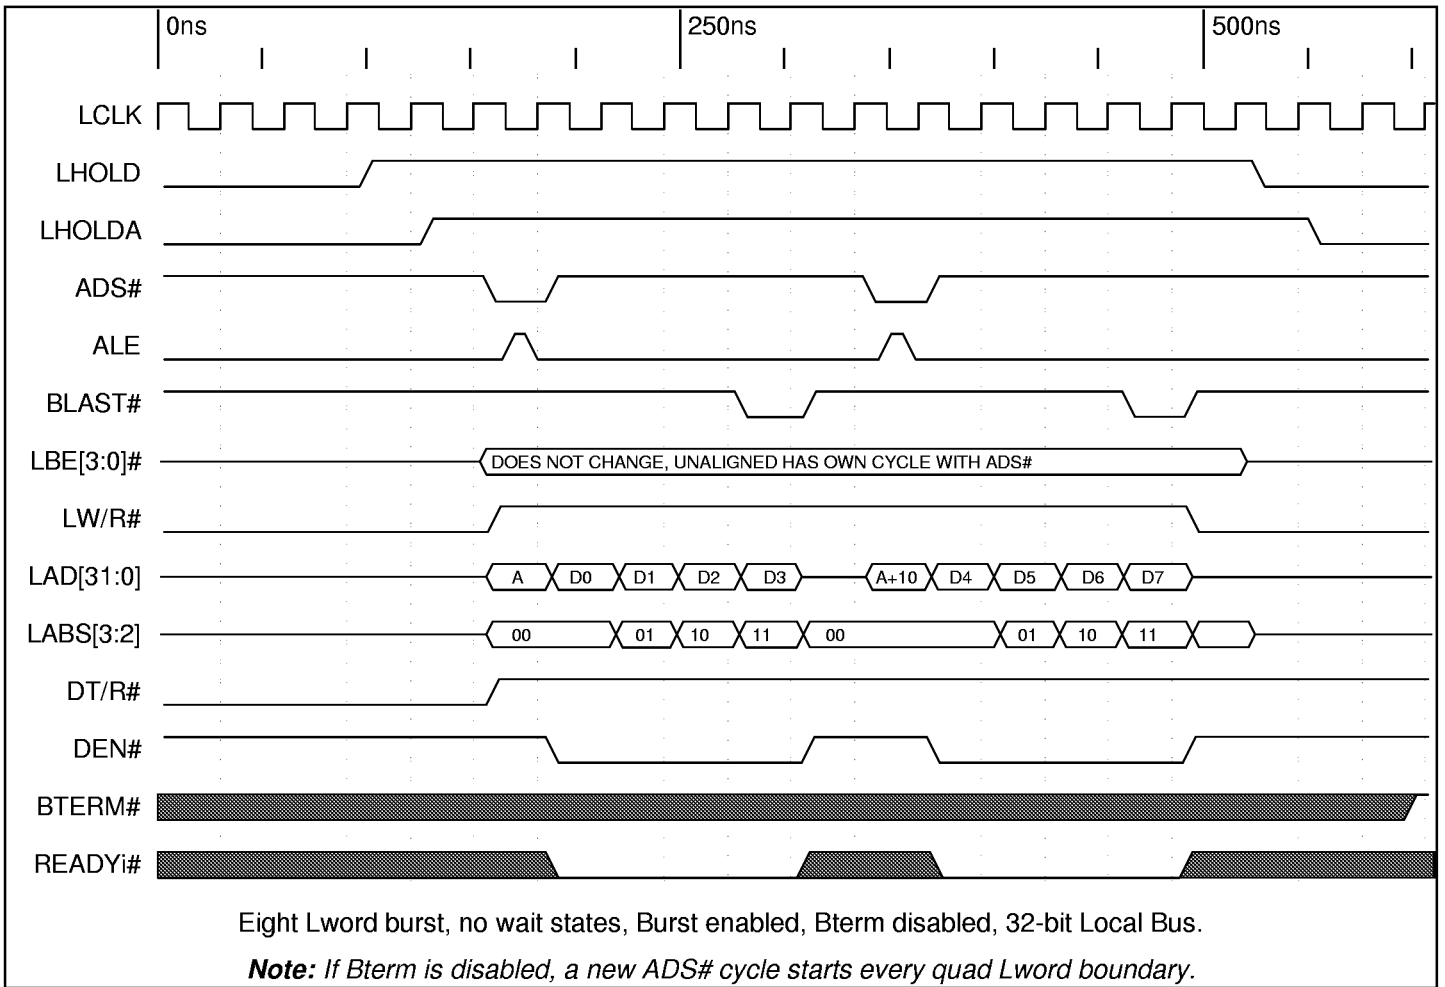 0ns 250ns 500ns
LCLK
LHOLD
LHOLDA
ADS#
ALE
BLAST#
LBE[3:0]# DOES NOT CHANGE, UNALIGNED HAS OWN CYCLE WITH ADS#
LW/R#
LAD[31:0] A D0 D1 D2 D3 A+10 D4 D5 D6 D7
LABS[3:2] 00 01 10 11 00 01 10 11
DT/R#
DEN#
BTERM#
READYi#
Eight Lword burst, no wait states, Burst enabled, Bterm disabled, 32-bit Local Bus.
Note: If Bterm is disabled, a new ADS# cycle starts every quad Lword boundary.